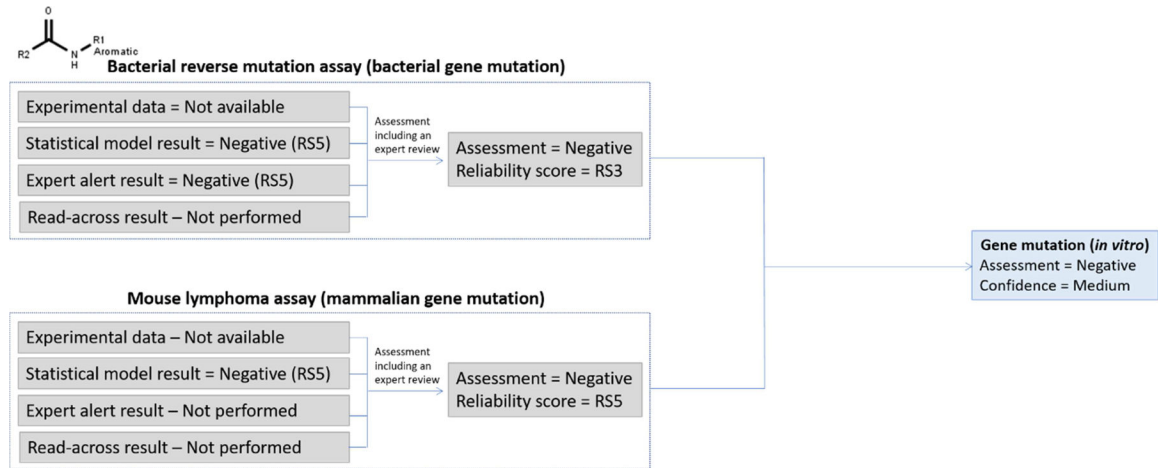 O
R2
N
H
R1
Aromatic
Bacterial reverse mutation assay (bacterial gene mutation)
Experimental data = Not available
Statistical model result = Negative (RS5)
Expert alert result = Negative (RS5)
Read-across result – Not performed
Assessment
including an
expert review
Assessment = Negative
Reliability score = RS3
Mouse lymphoma assay (mammalian gene mutation)
Experimental data – Not available
Statistical model result = Negative (RS5)
Expert alert result – Not performed
Read-across result – Not performed
Assessment
including an
expert review
Assessment = Negative
Reliability score = RS5
Gene mutation (in vitro)
Assessment = Negative
Confidence = Medium